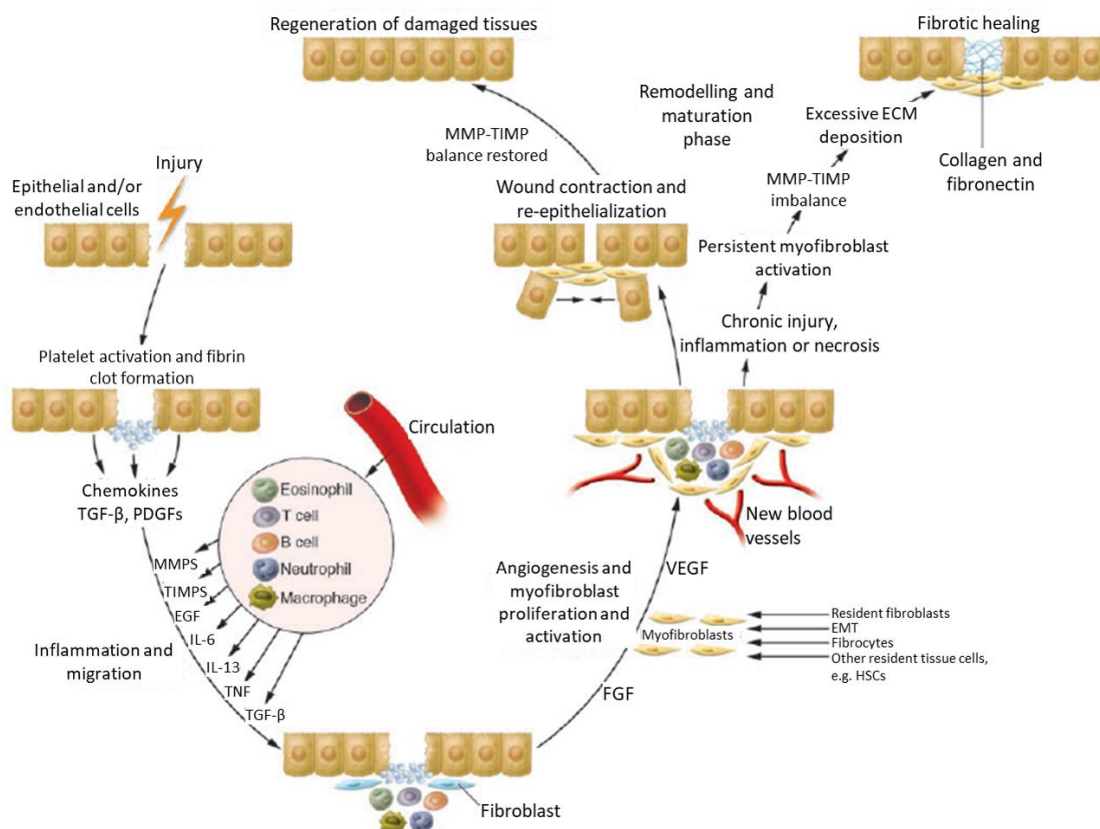 Regeneration of damaged tissues
Fibrotic healing
Remodelling and
maturation
phase
Excessive ECM
deposition
Collagen and
fibronectin
MMP-TIMP
balance restored
MMP-TIMP
imbalance
Injury
Epithelial and/or
endothelial cells
Wound contraction and
re-epithelialization
Persistent myofibroblast
activation
Chronic injury,
inflammation or necrosis
Platelet activation and fibrin
clot formation
Circulation
Chemokines
TGF-β, PDGFs
Eosinophil
T cell
B cell
Neutrophil
Macrophage
MMPS
TIMPS
EGF
IL-6
IL-13
TNF
TGF-β
Inflammation and
migration
New blood
vessels
VEGF
Angiogenesis and
myofibroblast
proliferation and
activation
FGF
Myofibroblasts
Resident fibroblasts
EMT
Fibrocytes
Other resident tissue cells,
e.g. HSCs
Fibroblast